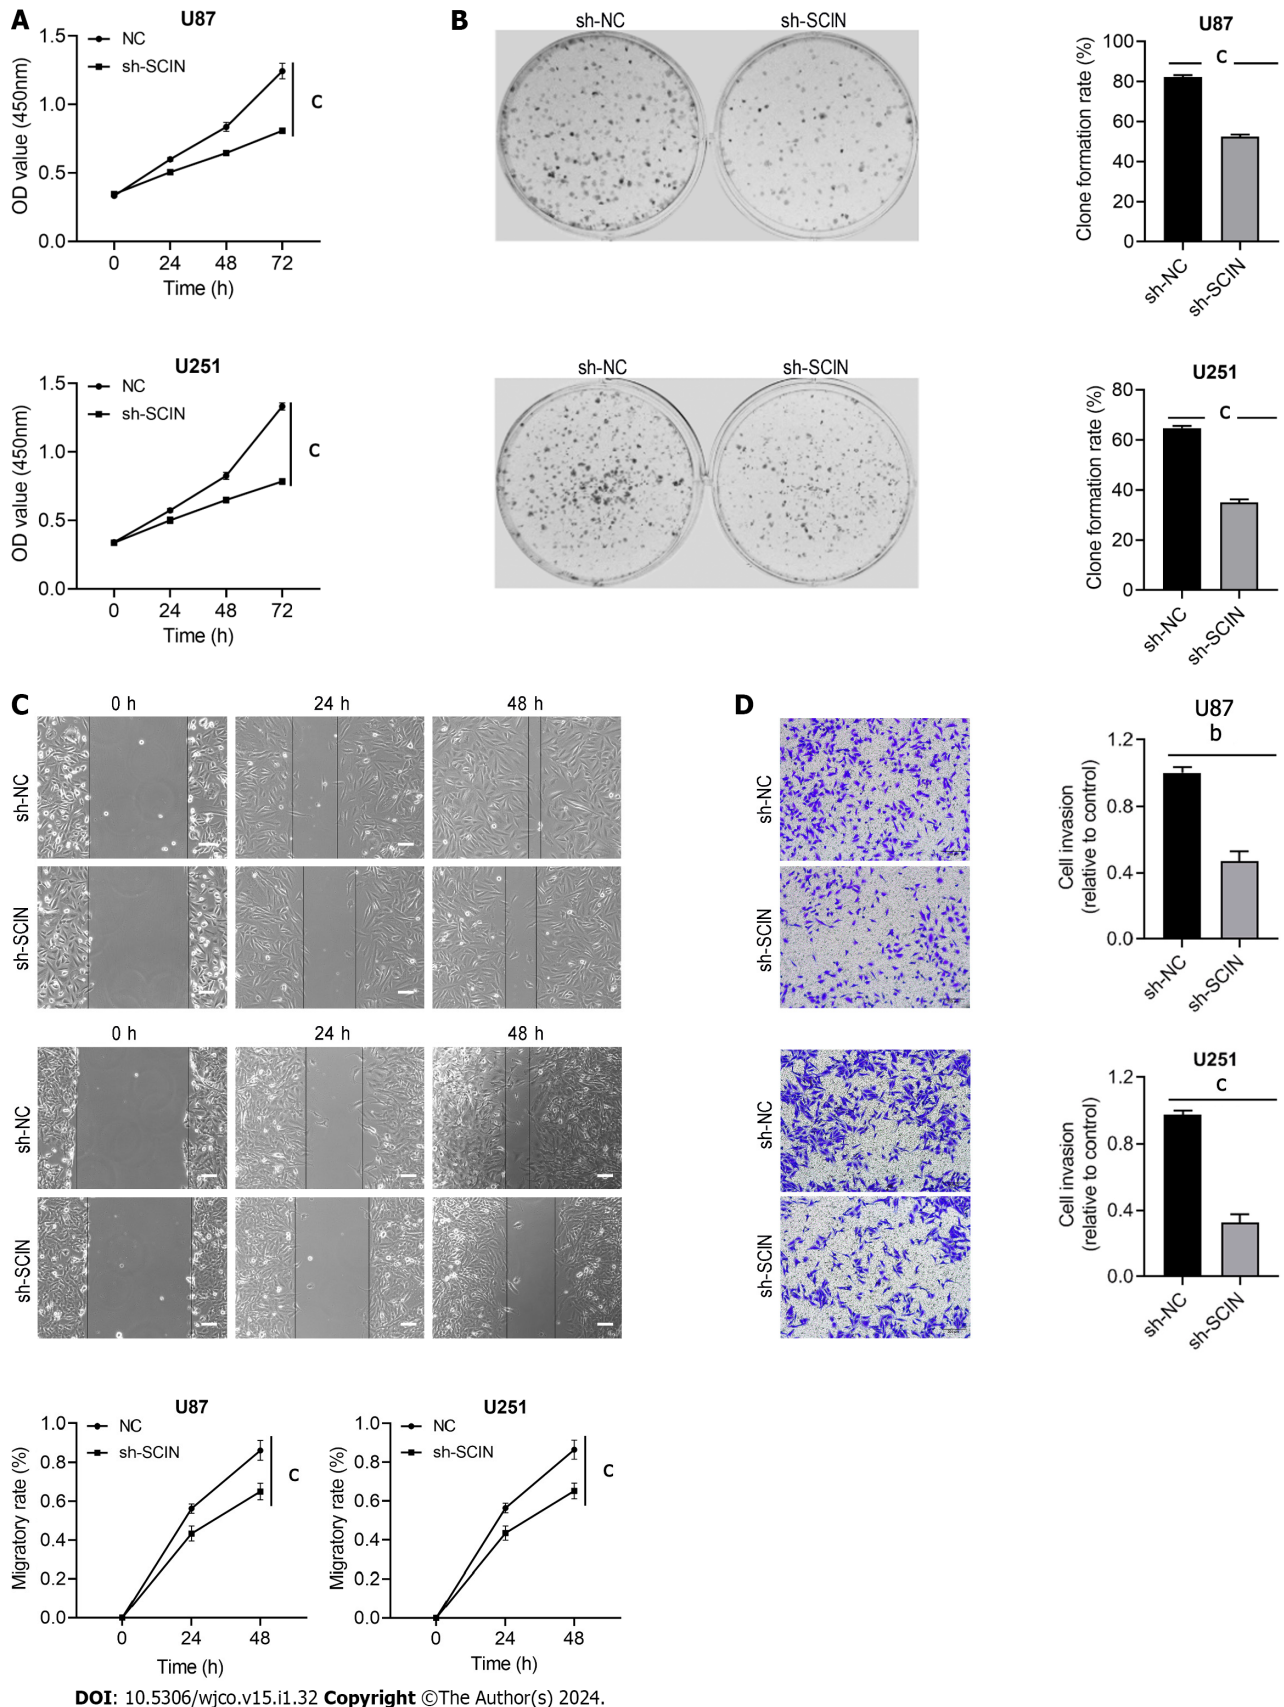 A
U87
NC
sh-SCIN
OD value (450nm)
1.5
1.0
0.5
0.0
C
0 24 48 72
Time (h)
U251
NC
sh-SCIN
OD value (450nm)
1.5
1.0
0.5
0.0
C
0 24 48 72
Time (h)
B
sh-NC sh-SCIN
U87
Clone formation rate (%)
100
80
60
40
20
0
C
sh-NC
sh-SCIN
sh-NC sh-SCIN
U251
Clone formation rate (%)
80
60
40
20
0
C
sh-NC
sh-SCIN
C
0 h 24 h 48 h
sh-NC
sh-SCIN
0 h 24 h 48 h
sh-NC
sh-SCIN
U87
NC
sh-SCIN
Migratory rate (%)
1.0
0.8
0.6
0.4
0.2
0.0
C
0 24 48
Time (h)
U251
NC
sh-SCIN
Migratory rate (%)
1.0
0.8
0.6
0.4
0.2
0.0
C
0 24 48
Time (h)
D
sh-NC
sh-SCIN
sh-NC
sh-SCIN
U87
b
Cell invasion
(relative to control)
1.2
0.8
0.4
0.0
sh-NC
sh-SCIN
U251
C
Cell invasion
(relative to control)
1.2
0.8
0.4
0.0
sh-NC
sh-SCIN
DOI: 10.5306/wjco.v15.i1.32 Copyright ©The Author(s) 2024.